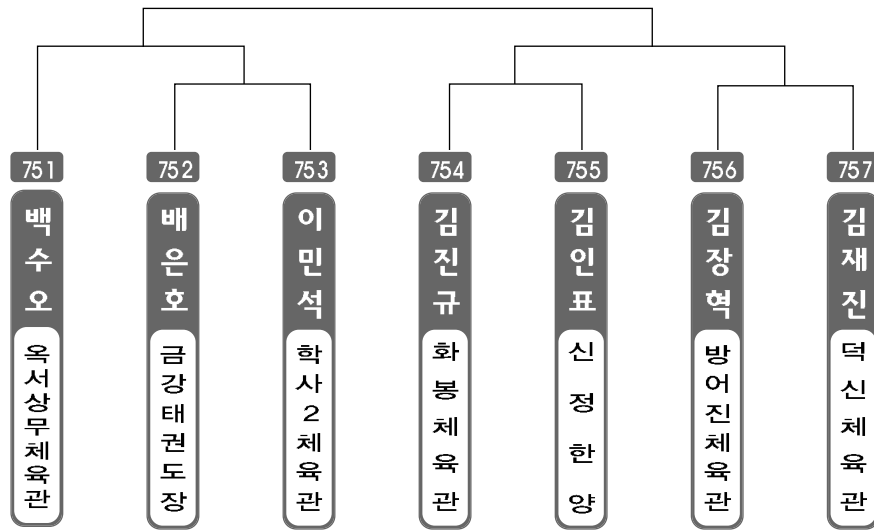 751
752
753
754
755
756
757
백수오
배은호
이민석
김진규
김인표
김장혁
김재진
옥서상무체육관
금강태권도장
학사2체육관
화봉체육관
신정한양
방어진체육관
덕신체육관